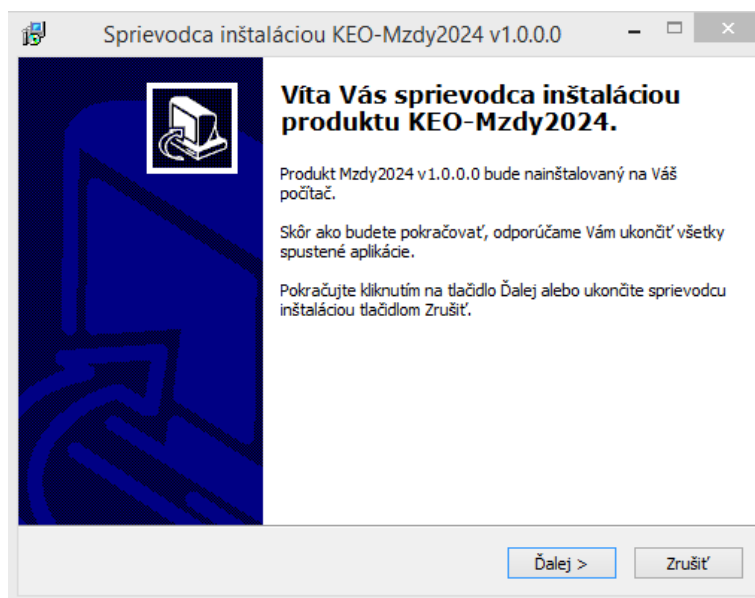 Sprievodca inštaláciou KEO-Mzdy2024 v1.0.0.0
Víta Vás sprievodca inštaláciou
produktu KEO-Mzdy2024.
Produkt Mzdy2024 v1.0.0.0 bude nainštalovaný na Váš
počítač.
Skôr ako budete pokračovať, odporúčame Vám ukončiť všetky
spustené aplikácie.
Pokračujte kliknutím na tlačidlo Ďalej alebo ukončite sprievodcu
inštaláciou tlačidlom Zrušiť.
Ďalej >
Zrušiť